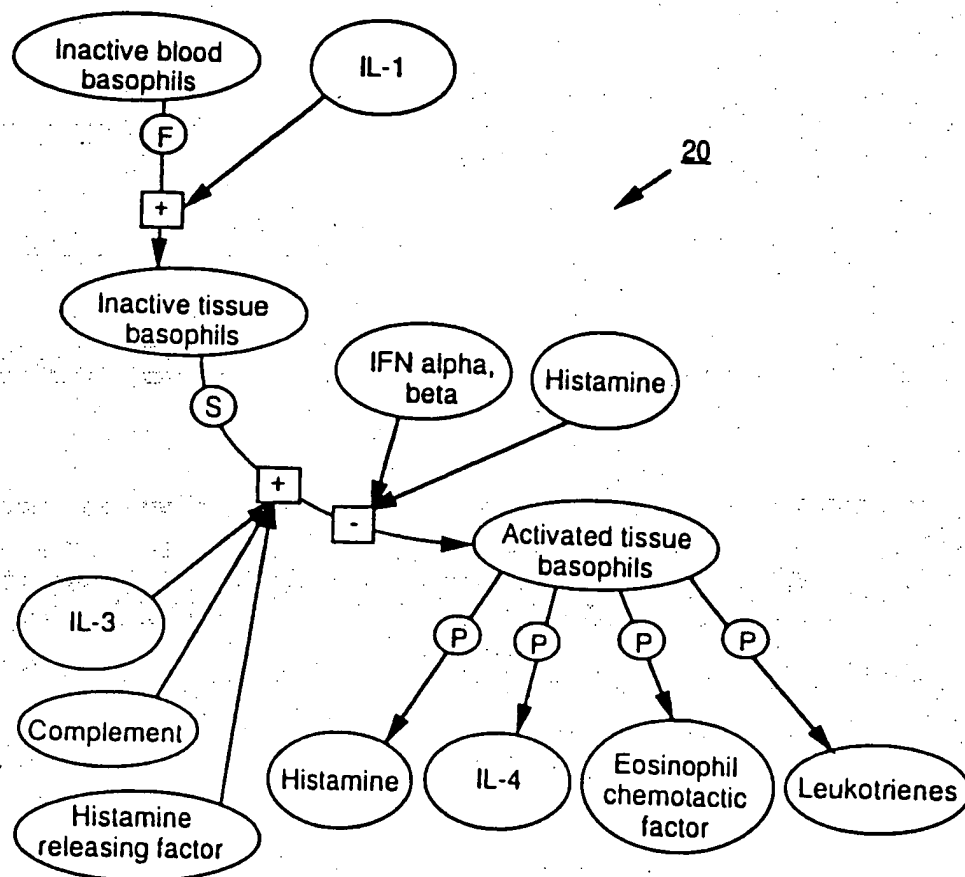 Inactive blood
basophils
IL-1
F
20
+
Inactive tissue
basophils
IFN alpha,
beta
Histamine
S
+
-
Activated tissue
basophils
IL-3
P
P
P
P
Complement
Histamine
IL-4
Eosinophil
chemotactic
factor
Leukotrienes
Histamine
releasing factor